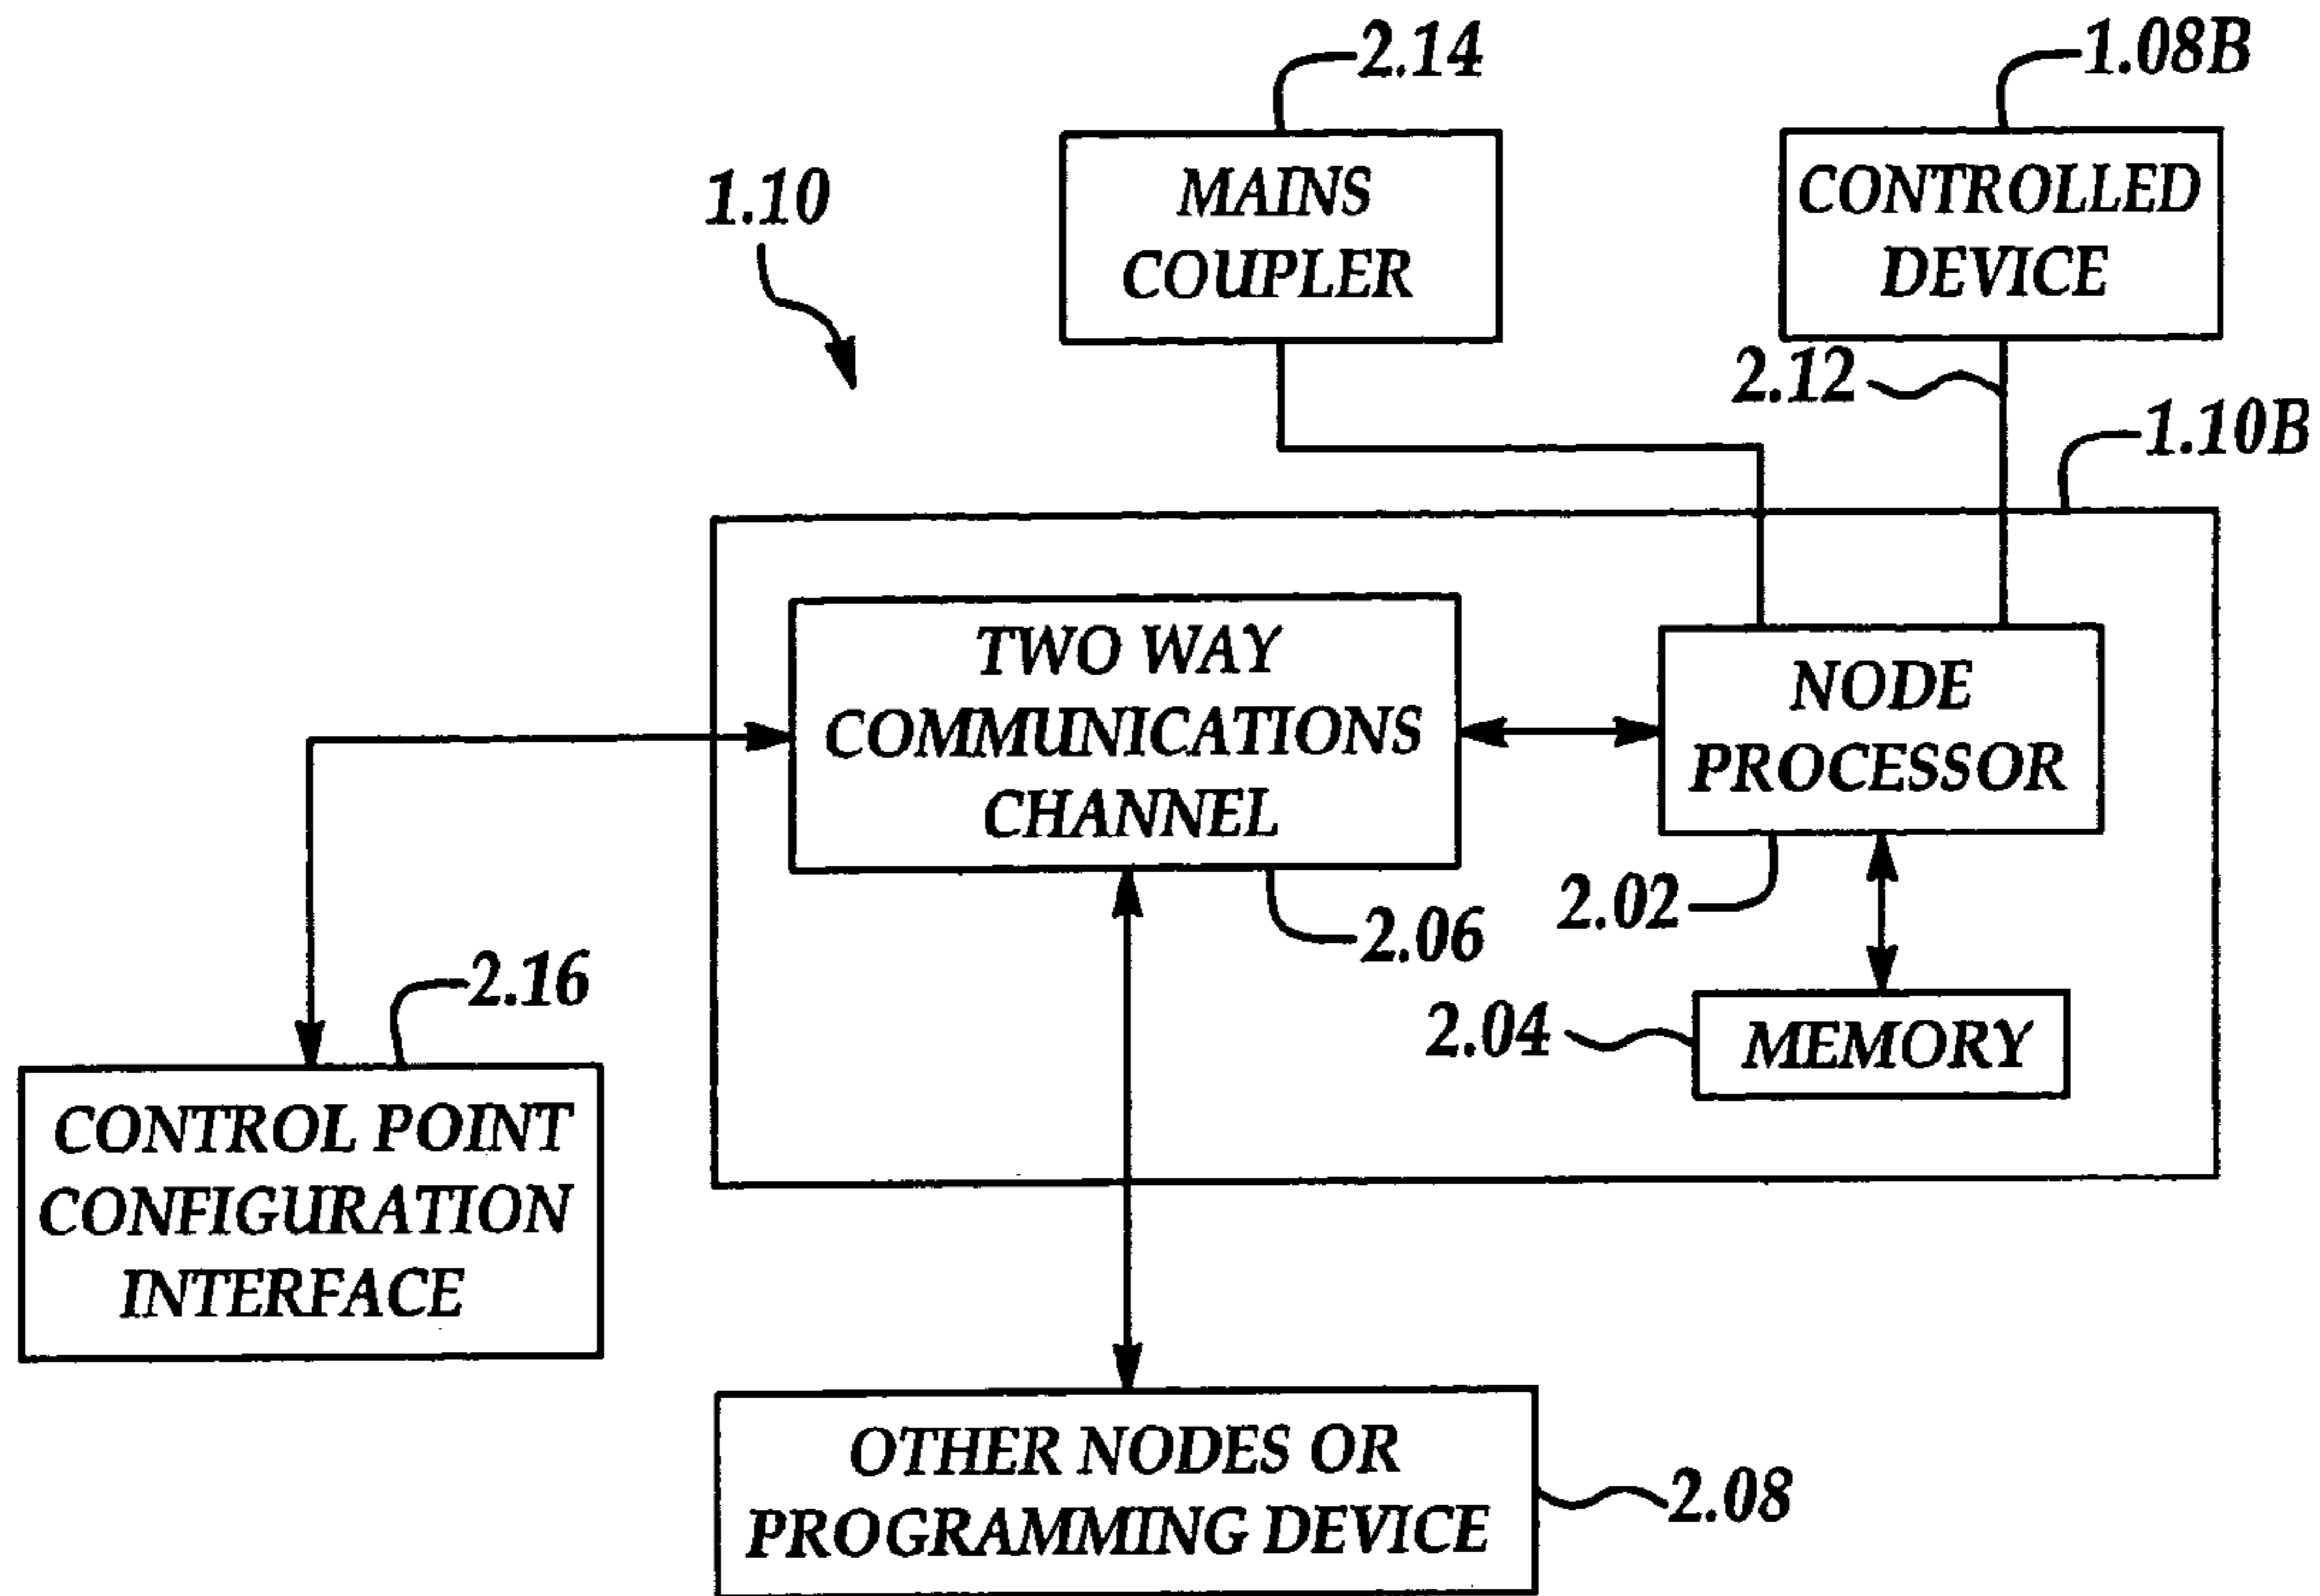 2.14
1.08B
1.10
MAINS
COUPLER
CONTROLLED
DEVICE
2.12
1.10B
TWO WAY
COMMUNICATIONS
CHANNEL
NODE
PROCESSOR
2.02
2.06
2.16
2.04
MEMORY
CONTROL POINT
CONFIGURATION
INTERFACE
OTHER NODES OR
PROGRAMMING DEVICE
2.08